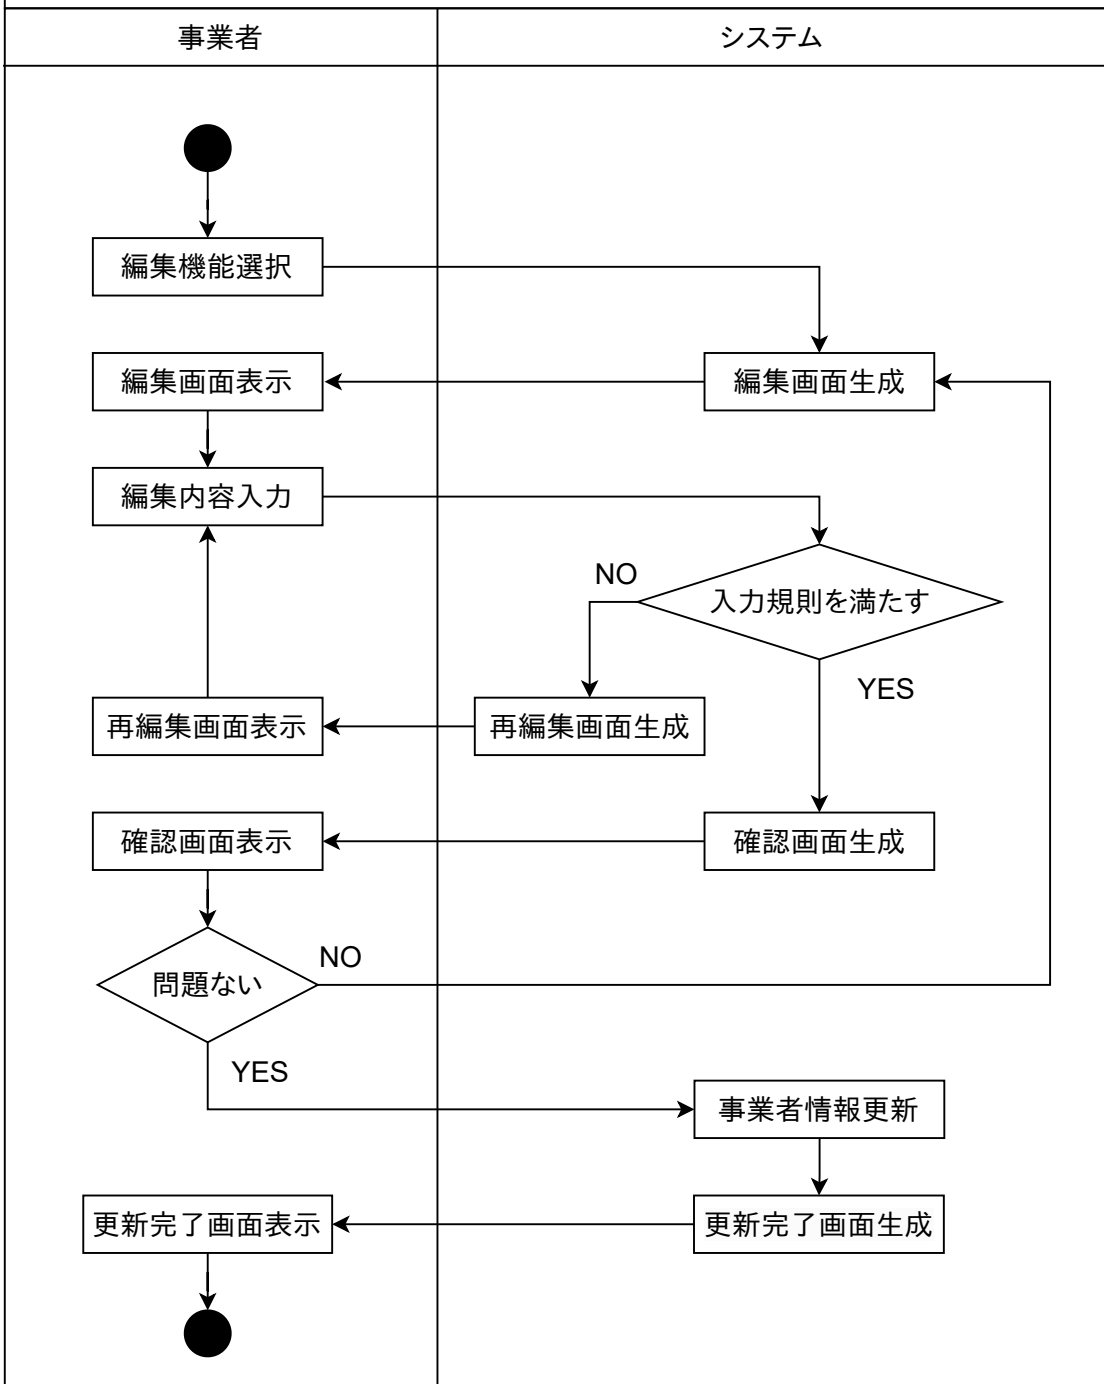 事業者
システム
編集機能選択
編集画面表示
編集画面生成
編集内容入力
NO
入力規則を満たす
YES
再編集画面表示
再編集画面生成
確認画面表示
確認画面生成
NO
問題ない
YES
事業者情報更新
更新完了画面表示
更新完了画面生成